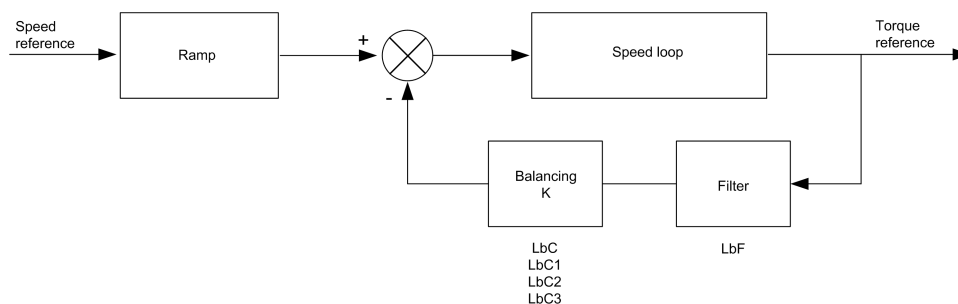 Speed
reference
Ramp
+
-
Speed loop
Torque
reference
Balancing
K
Filter
LbC
LbC1
LbC2
LbC3
LbF